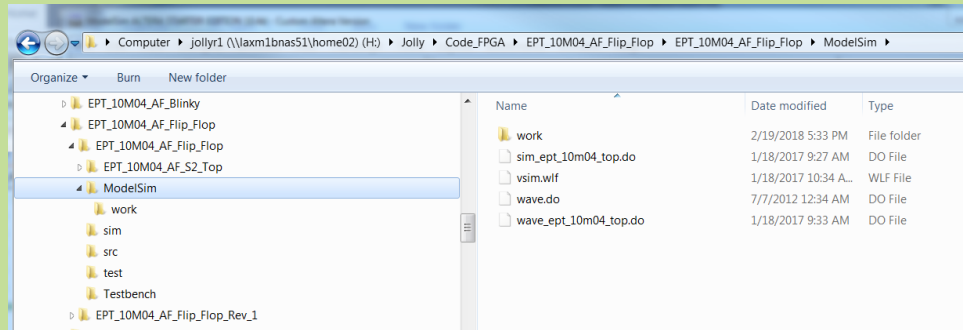 Computer ▸ jollyr1 (\\laxm1bnas51\home02) (H:) ▸ Jolly ▸ Code_FPGA ▸ EPT_10M04_AF_Flip_Flop ▸ EPT_10M04_AF_Flip_Flop ▸ ModelSim ▸
Organize Burn New folder
EPT_10M04_AF_Blinky
EPT_10M04_AF_Flip_Flop
EPT_10M04_AF_Flip_Flop
EPT_10M04_AF_S2_Top
ModelSim
work
sim
src
test
Testbench
EPT_10M04_AF_Flip_Flop_Rev_1
Name Date modified Type
work 2/19/2018 5:33 PM File folder
sim_ept_10m04_top.do 1/18/2017 9:27 AM DO File
vsim.wlf 1/18/2017 10:34 A... WLF File
wave.do 7/7/2012 12:34 AM DO File
wave_ept_10m04_top.do 1/18/2017 9:33 AM DO File